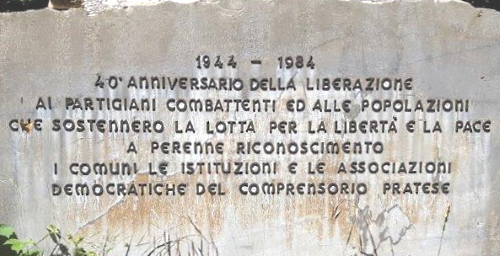 1944 - 1984
40° ANNIVERSARIO DELLA LIBERAZIONE
AI PARTIGIANI COMBATTENTI ED ALLE POPOLAZIONI
CHE SOSTENNERO LA LOTTA PER LA LIBERTÀ E LA PACE
A PERENNE RICONOSCIMENTO
I COMUNI LE ISTITUZIONI E LE ASSOCIAZIONI
DEMOCRATICHE DEL COMPRENSORIO PRATESE